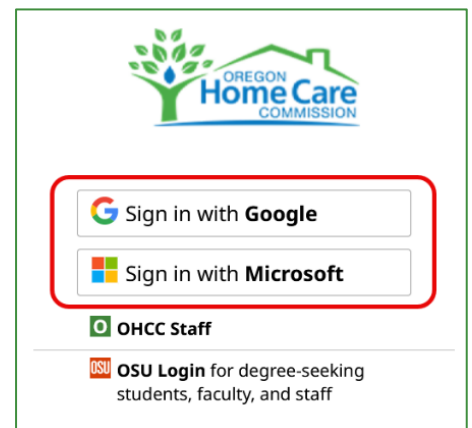 OREGON
Home Care
COMMISSION
Sign in with Google
Sign in with Microsoft
O OHCC Staff
OSU OSU Login for degree-seeking
students, faculty, and staff